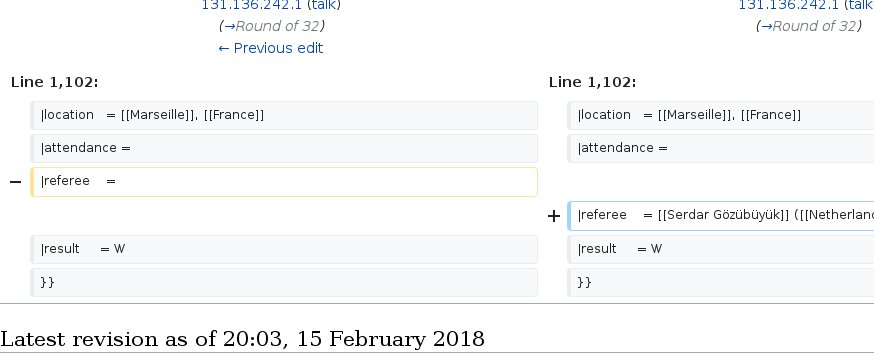 131.136.242.1 (talk) 131.136.242.1 (talk
(→Round of 32) (→Round of 32)
← Previous edit
Line 1,102: Line 1,102:
|location = [[Marseille]], [[France]] |location = [[Marseille]], [[France]]
|attendance = |attendance =
− |referee =
+ |referee = [[Serdar Gözübüyük]] ([[Netherland
|result = W |result = W
}} }}
Latest revision as of 20:03, 15 February 2018